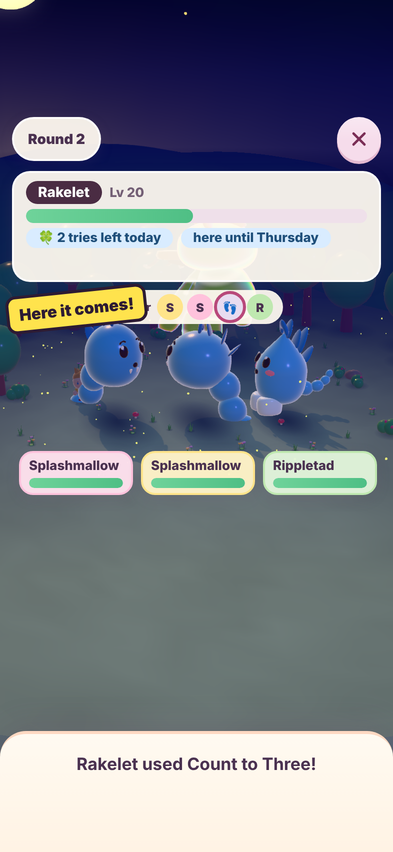 Round 2
Rakelet Lv 20
2 tries left today here until Thursday
Here it comes!
S S R
Splashmallow Splashmallow Rippletad
Rakelet used Count to Three!